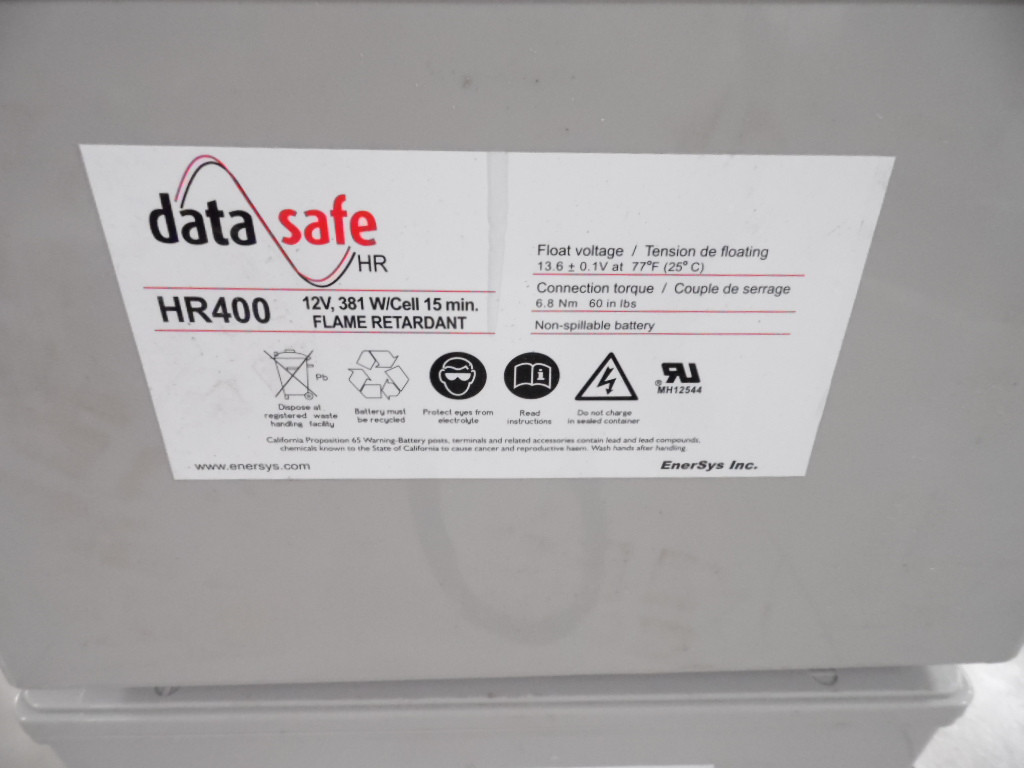 data safe
HR
HR400
12V, 381 W/Cell 15 min.
FLAME RETARDANT
Float voltage / Tension de floating
13.6 ± 0.1V at 77°F (25° C)
Connection torque / Couple de serrage
6.8 Nm 60 in lbs
Non-spillable battery
Pb
Dispose at
registered waste
handling facility
Battery must
be recycled
Protect eyes from
electrolyte
Read
instructions
Do not charge
in sealed container
®
MH12544
California Proposition 65 Warning-Battery posts, terminals and related accessories contain lead and lead compounds,
chemicals known to the State of California to cause cancer and reproductive harm. Wash hands after handling.
www.enersys.com
EnerSys Inc.